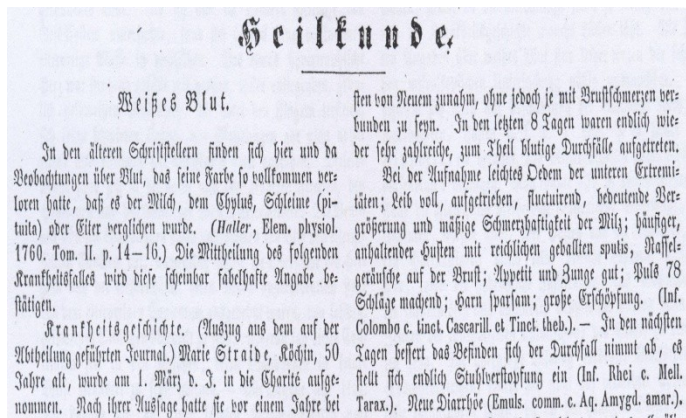 Heilkunde.
Weißes Blut.
In den älteren Schriftstellern finden sich hier und da
Beobachtungen über Blut, das seine Farbe so vollkommen ver-
loren hatte, daß es der Milch, dem Chylus, Schleime (pi-
tuita) oder Eiter verglichen wurde. (Haller, Elem. physiol.
1760. Tom. II. p. 14—16.) Die Mittheilung des folgenden
Krankheitsfalles wird diese scheinbar fabelhafte Angabe be-
stätigen.
Krankheitsgeschichte. (Auszug aus dem auf der
Abtheilung geführten Journal.) Marie Straide, Köchin, 50
Jahre alt, wurde am 1. März d. J. in die Charité aufge-
nommen. Nach ihrer Aussage hatte sie vor einem Jahre bei
sten von Neuem zunahm, ohne jedoch je mit Brustschmerzen ver-
bunden zu seyn. In den letzten 8 Tagen waren endlich wie-
der sehr zahlreiche, zum Theil blutige Durchfälle aufgetreten.
Bei der Aufnahme leichtes Oedem der unteren Extremi-
täten; Leib voll, aufgetrieben, fluctuirend, bedeutende Ver-
größerung und mäßige Schmerzhaftigkeit der Milz; häufiger,
anhaltender Husten mit reichlichen geballten sputis, Rassel-
geräusche auf der Brust; Appetit und Zunge gut; Puls 78
Schläge machend; Harn sparsam; große Erschöpfung. (Inf.
Colombo c. tinct. Cascarill. et Tinct. theb.). — In den nächsten
Tagen bessert das Befinden sich der Durchfall nimmt ab, es
stellt sich endlich Stuhlverstopfung ein (Inf. Rhei c. Mell.
Tarax.). Neue Diarrhöe (Emuls. comm. c. Aq. Amygd. amar.).